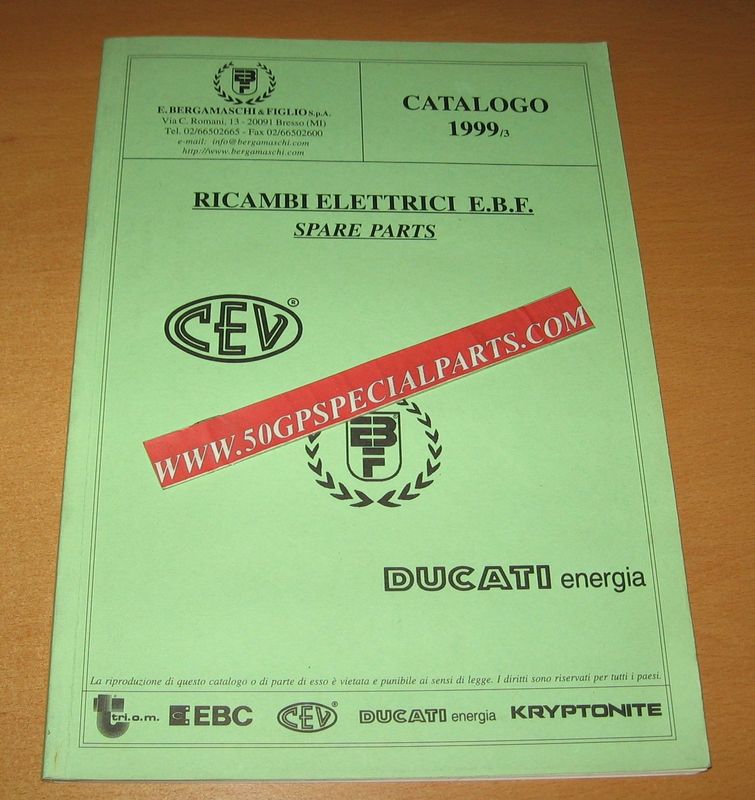 EBF
E. BERGAMASCHI & FIGLIO S.p.A.
Via C. Romani, 13 - 20091 Bresso (MI)
Tel. 02/66502665 - Fax 02/66502600
e-mail: info@bergamaschi.com
http://www.bergamaschi.com
CATALOGO
1999/3
RICAMBI ELETTRICI E.B.F.
SPARE PARTS
CEV®
WWW.50GPSPECIALPARTS.COM
EBF
DUCATI energia
La riproduzione di questo catalogo o di parte di esso è vietata e punibile ai sensi di legge. I diritti sono riservati per tutti i paesi.
tri.o.m. EBC CEV® DUCATI energia KRYPTONITE